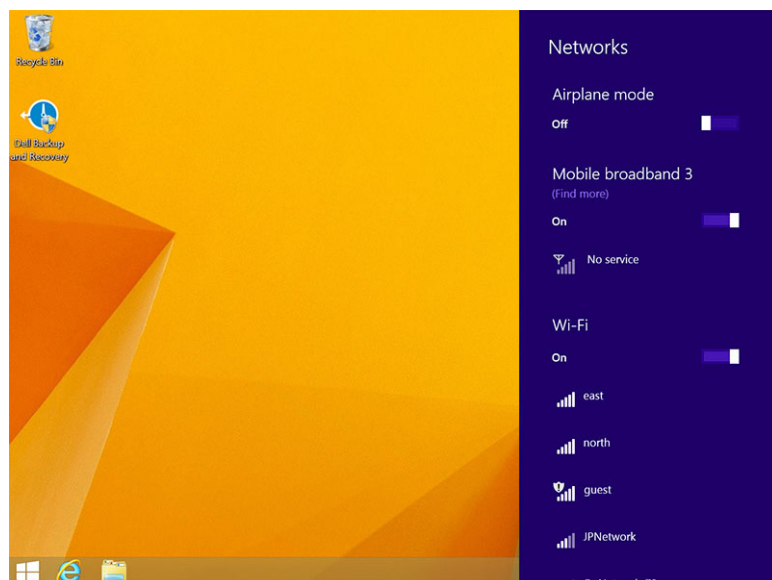 Recycle Bin
Dell Backup
and Recovery
Networks
Airplane mode
Off
Mobile broadband 3
(Find more)
On
No service
Wi-Fi
On
east
north
guest
JPNetwork